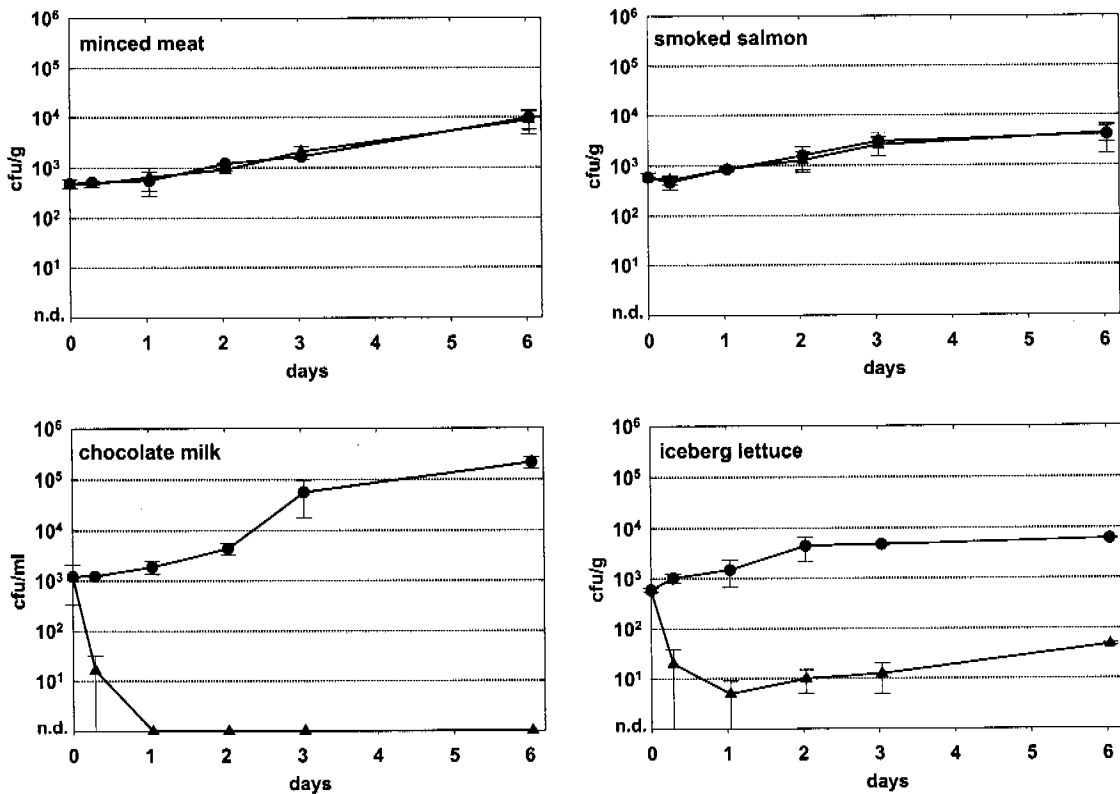 minced meat
10⁶
10⁵
10⁴
10³
10²
10¹
n.d.
cfu/g
0 1 2 3 4 5 6
days
smoked salmon
10⁶
10⁵
10⁴
10³
10²
10¹
n.d.
cfu/g
0 1 2 3 4 5 6
days
chocolate milk
10⁶
10⁵
10⁴
10³
10²
10¹
n.d.
cfu/ml
0 1 2 3 4 5 6
days
iceberg lettuce
10⁶
10⁵
10⁴
10³
10²
10¹
n.d.
cfu/g
0 1 2 3 4 5 6
days